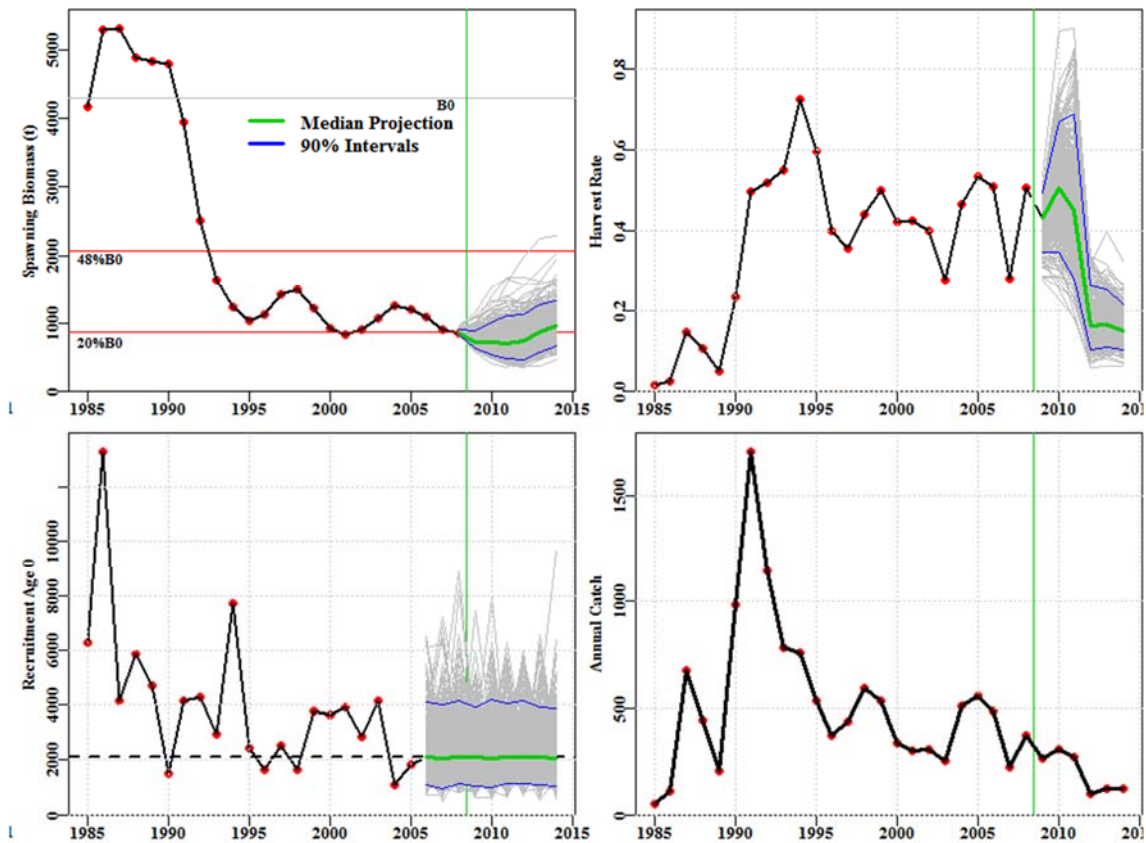 Spawning Biomass (t)
0 1000 2000 3000 4000 5000
B0
Median Projection
90% Intervals
48%B0
20%B0
1985 1990 1995 2000 2005 2010 2015
Harvest Rate
0.0 0.2 0.4 0.6 0.8
1985 1990 1995 2000 2005 2010 201
Recruitment Age 0
0 2000 4000 6000 8000 10000
1985 1990 1995 2000 2005 2010 2015
Annual Catch
0 500 1000 1500
1985 1990 1995 2000 2005 2010 201